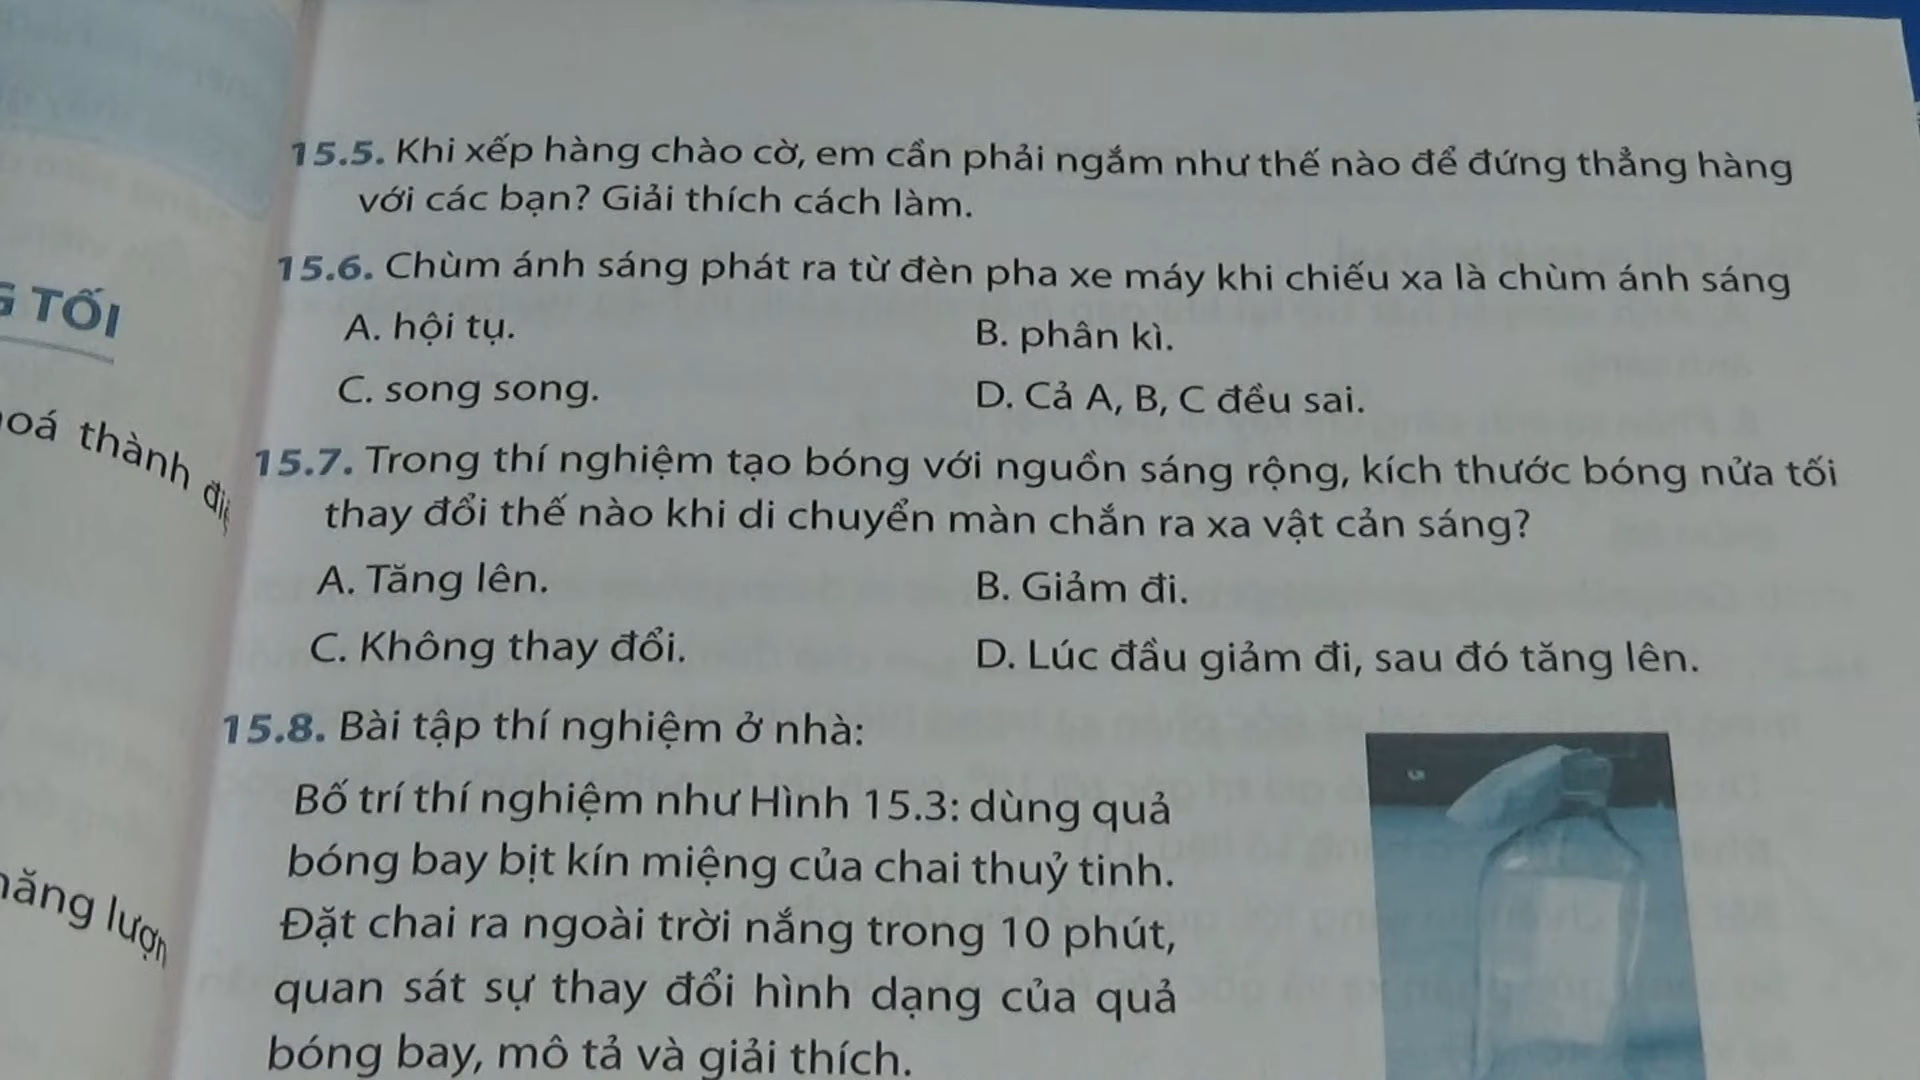 G TỐI
oá thành
năng lượn
15.5. Khi xếp hàng chào cờ, em cần phải ngắm như thế nào để đứng thẳng hàng
với các bạn? Giải thích cách làm.
15.6. Chùm ánh sáng phát ra từ đèn pha xe máy khi chiếu xa là chùm ánh sáng
A. hội tụ. B. phân kì.
C. song song. D. Cả A, B, C đều sai.
15.7. Trong thí nghiệm tạo bóng với nguồn sáng rộng, kích thước bóng nửa tối
thay đổi thế nào khi di chuyển màn chắn ra xa vật cản sáng?
A. Tăng lên. B. Giảm đi.
C. Không thay đổi. D. Lúc đầu giảm đi, sau đó tăng lên.
15.8. Bài tập thí nghiệm ở nhà:
Bố trí thí nghiệm như Hình 15.3: dùng quả
bóng bay bịt kín miệng của chai thuỷ tinh.
Đặt chai ra ngoài trời nắng trong 10 phút,
quan sát sự thay đổi hình dạng của quả
bóng bay, mô tả và giải thích.